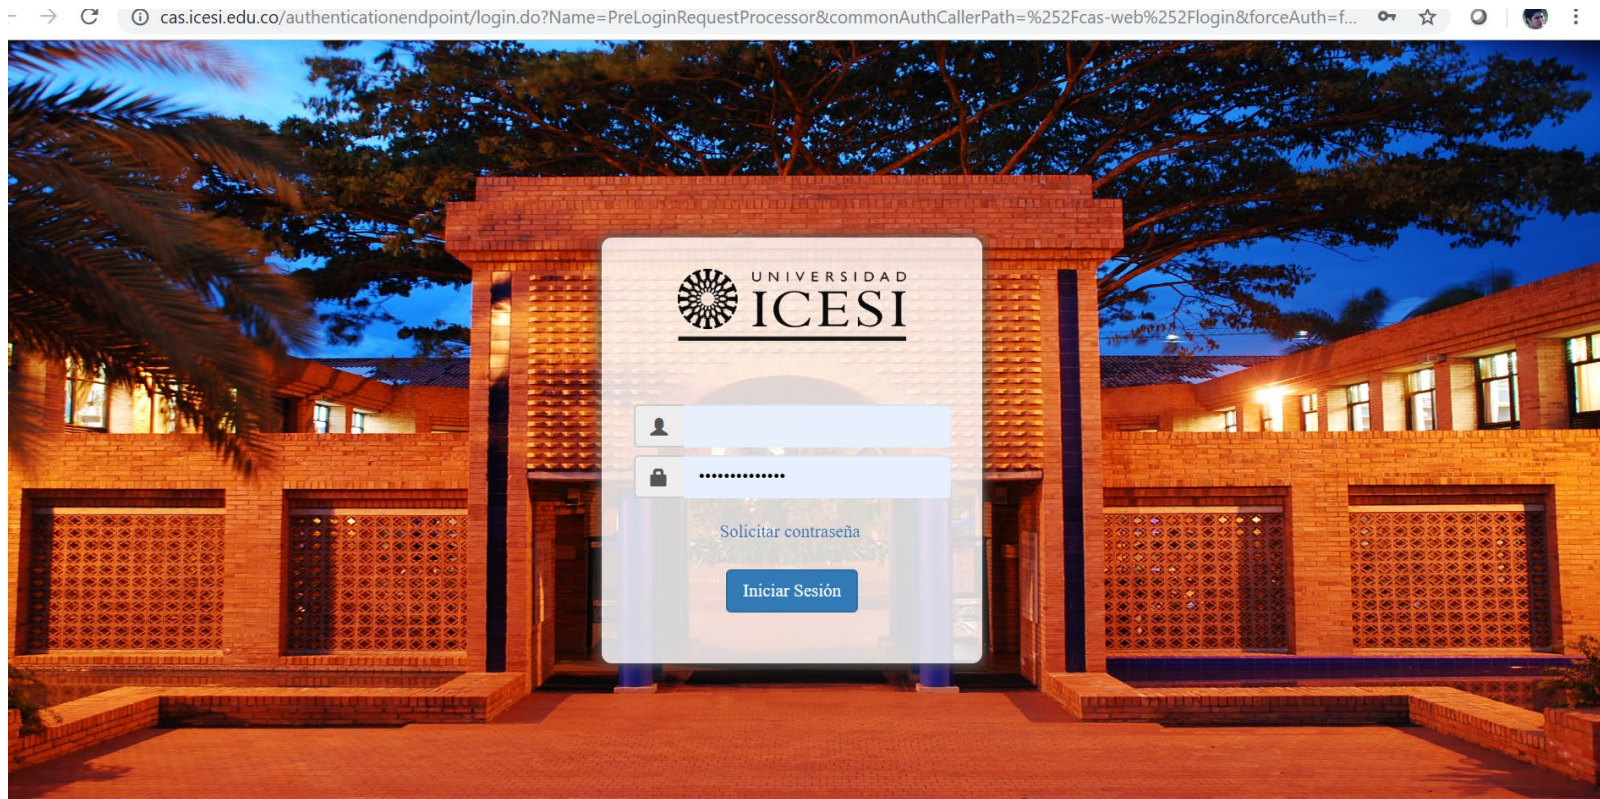 cas.icesi.edu.co/authenticationendpoint/login.do?Name=PreLoginRequestProcessor&commonAuthCallerPath=%252Fcas-web%252Flogin&forceAuth=f...
UNIVERSIDAD
ICESI
••••••••••••••
Solicitar contraseña
Iniciar Sesión